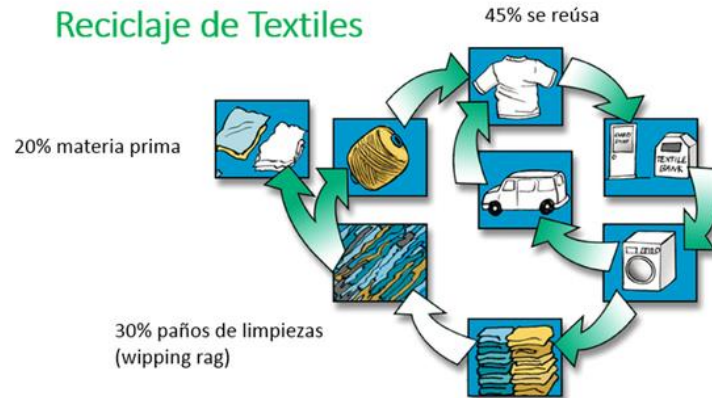 Reciclaje de Textiles
45% se reúsa
20% materia prima
TEXTILE
BANK
30% paños de limpiezas
(wipping rag)